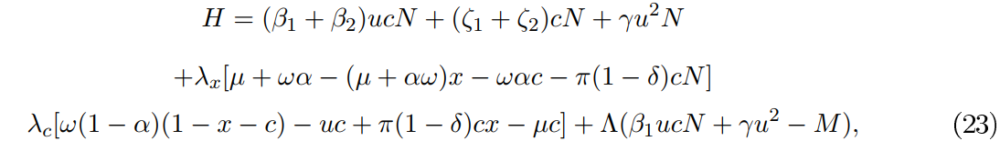 H = (β₁ + β₂)ucN + (ζ₁ + ζ₂)cN + γu²N
+λₓ[μ + ωα − (μ + αω)x − ωαc − π(1 − δ)cN]
λ_c[ω(1 − α)(1 − x − c) − uc + π(1 − δ)cx − μc] + Λ(β₁ucN + γu² − M), (23)